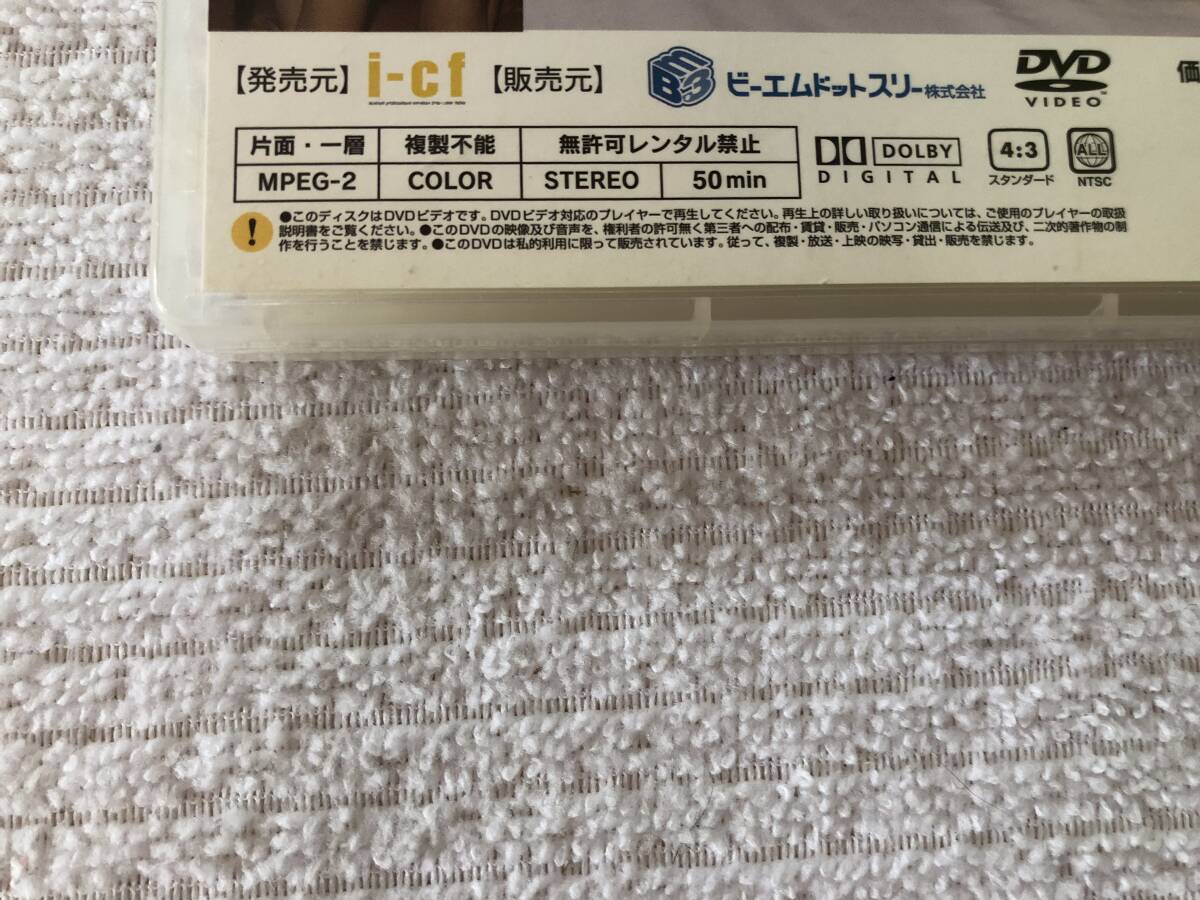 【発売元】 i-cf 【販売元】 BM.3 ビーエムドットスリー株式会社 DVD VIDEO™ 価
片面・一層 複製不能 無許可レンタル禁止
MPEG-2 COLOR STEREO 50min
DOLBY DIGITAL
4:3 スタンダード
ALL NTSC
! ●このディスクはDVDビデオです。DVDビデオ対応のプレイヤーで再生してください。再生上の詳しい取り扱いについては、ご使用のプレイヤーの取扱
説明書をご覧ください。●このDVDの映像及び音声を、権利者の許可無く第三者への配布・賃貸・販売・パソコン通信による伝送及び、二次的著作物の制
作を行うことを禁じます。●このDVDは私的利用に限って販売されています。従って、複製・放送・上映の映写・貸出・販売を禁じます。